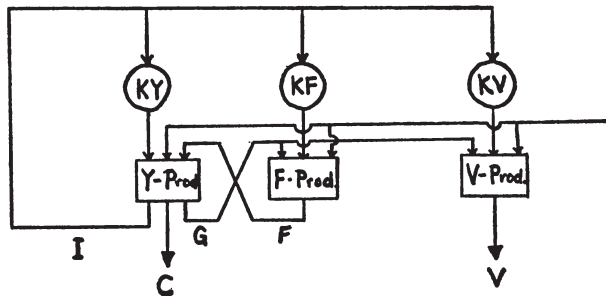 KY KF KV
Y-Prod F-Prod. V-Prod.
G F
I
C V